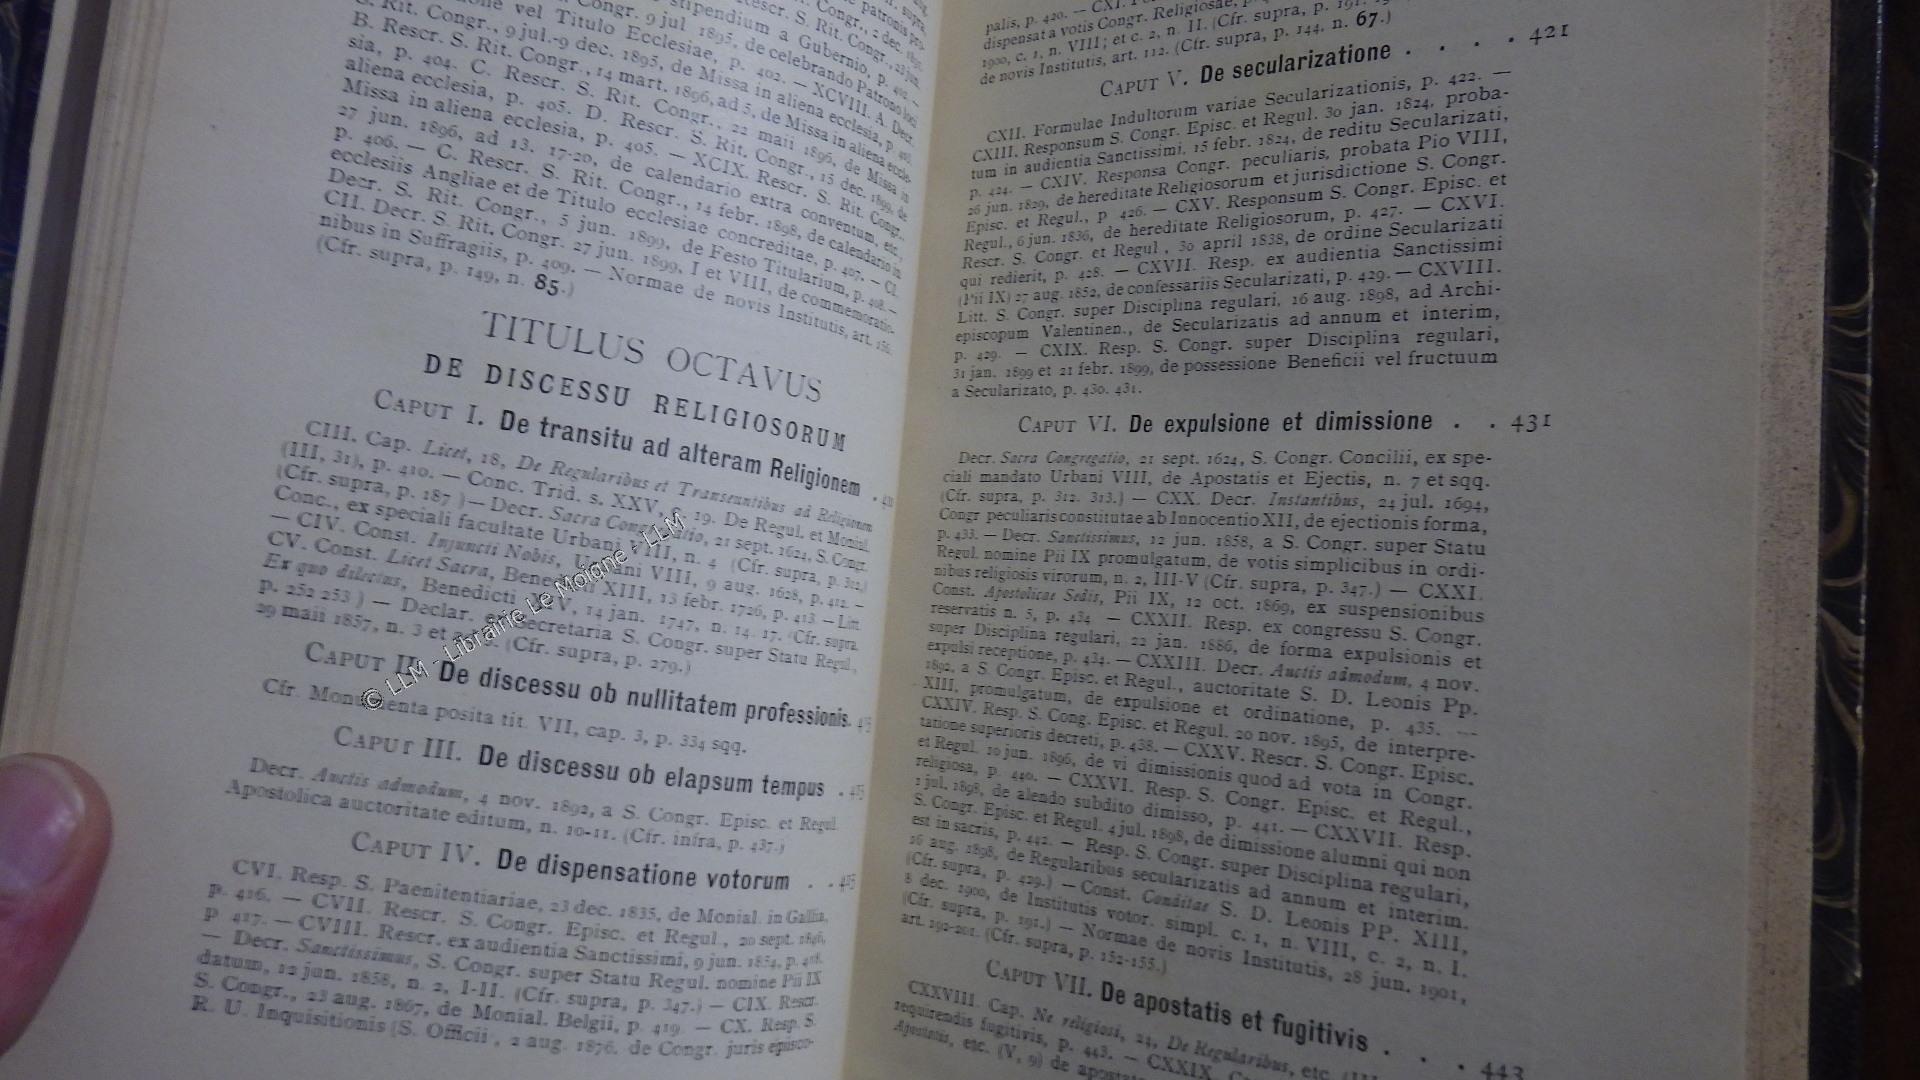 vel Titulo Ecclesiae, p. 402. — XCVIII. A. Decr.
S. Rit. Congr., 9 jul.-9 dec. 1895, de Missa in aliena ecclesia, p.
B. Rescr. S. Rit. Congr., 14 mart. 1896, ad 5, de Missa in aliena eccle-
sia, p. 404. C. Rescr. S. Rit. Congr., 22 maii 1896, de Missa in
aliena ecclesia, p. 405. D. Rescr. S. Rit. Congr., 15 dec. 1899, de
Missa in aliena ecclesia, p. 405. — XCIX. Rescr. S. Rit. Congr.,
27 jun. 1896, ad 13. 17-20, de calendario extra conventum, etc.,
p. 406. — C. Rescr. S. Rit. Congr., 14 febr. 1898, de calendario in
ecclesiis Angliae et de Titulo ecclesiae concreditae, p. 407. — CI.
Decr. S. Rit. Congr., 5 jun. 1899, de Festo Titularium, p. 408. —
CII. Decr. S. Rit. Congr. 27 jun. 1899, I et VIII, de commemoratio-
nibus in Suffragiis, p. 409. — Normae de novis Institutis, art. 156.
(Cfr. supra, p. 149, n. 85.)
TITULUS OCTAVUS
DE DISCESSU RELIGIOSORUM
CAPUT I. De transitu ad alteram Religionem .
CIII. Cap. Licet, 18, De Regularibus et Transeuntibus ad Religionem
(III, 31), p. 410. — Conc. Trid. s. XXV, c. 19. De Regul. et Monial.
(Cfr. supra, p. 187 ) — Decr. Sacra Congregatio, 21 sept. 1624, S. Congr.
Conc., ex speciali facultate Urbani VIII, n. 4 (Cfr. supra, p. 312.)
— CIV. Const. Injuncti Nobis, Urbani VIII, 9 aug. 1628, p. 412. —
CV. Const. Licet Sacra, Benedicti XIII, 13 febr. 1726, p. 413. — Litt.
Ex quo dilectus, Benedicti XIV, 14 jan. 1747, n. 14. 17. (Cfr. supra,
p. 252 253 ) — Declar. ex Secretaria S. Congr. super Statu Regul.,
29 maii 1857, n. 3 et (Cfr. supra, p. 279.)
CAPUT II. De discessu ob nullitatem professionis. 415
Cfr. Monumenta posita tit. VII, cap. 3, p. 334 sqq.
CAPUT III. De discessu ob elapsum tempus . 415
Decr. Auctis admodum, 4 nov. 1892, a S. Congr. Episc. et Regul.
Apostolica auctoritate editum, n. 10-11. (Cfr. infra, p. 437.)
CAPUT IV. De dispensatione votorum . . 415
CVI. Resp. S. Paenitentiariae, 23 dec. 1835, de Monial. in Gallia,
p. 416. — CVII. Rescr. S. Congr. Episc. et Regul., 20 sept. 1846,
p 417. — CVIII. Rescr. ex audientia Sanctissimi, 9 jun. 1854, p. 418.
— Decr. Sanctissimus, S. Congr. super Statu Regul. nomine Pii IX
datum, 12 jun. 1858, n. 2, I-II. (Cfr. supra, p. 347.) — CIX. Rescr.
S. Congr., 23 aug. 1867, de Monial. Belgii, p. 419. — CX. Resp. S.
R. U. Inquisitionis (S. Officii , 2 aug. 1876. de Congr. juris episco-
© LLM - Librairie Le Moigne - LLM
palis, p. 420. — CXI.
dispensat a votis Congr. Religiosae,
1900, c. 1, n. VIII; et c. 2, n. II. (Cfr. supra, p. 191.
de novis Institutis, art. 112. (Cfr. supra, p. 144, n. 67.)
CAPUT V. De secularizatione . . . . 421
CXII. Formulae Indultorum variae Secularizationis, p. 422. —
CXIII. Responsum S. Congr. Episc. et Regul. 30 jan. 1824, proba-
tum in audientia Sanctissimi, 15 febr. 1824, de reditu Secularizati,
p. 424. — CXIV. Responsa Congr. peculiaris, probata Pio VIII,
26 jun. 1829, de hereditate Religiosorum et jurisdictione S. Congr.
Episc. et Regul., p 426. — CXV. Responsum S. Congr. Episc. et
Regul., 6 jun. 1836, de hereditate Religiosorum, p. 427. — CXVI.
Rescr. S. Congr. et Regul , 30 april 1838, de ordine Secularizati
qui redierit, p. 428. — CXVII. Resp. ex audientia Sanctissimi
(Pii IX) 27 aug. 1852, de confessariis Secularizati, p. 429. — CXVIII.
Litt. S. Congr. super Disciplina regulari, 16 aug. 1898, ad Archi-
episcopum Valentinen., de Secularizatis ad annum et interim,
p. 429. — CXIX. Resp. S. Congr. super Disciplina regulari,
31 jan. 1899 et 21 febr. 1899, de possessione Beneficii vel fructuum
a Secularizato, p. 430. 431.
CAPUT VI. De expulsione et dimissione . . 431
Decr. Sacra Congregatio, 21 sept. 1624, S. Congr. Concilii, ex spe-
ciali mandato Urbani VIII, de Apostatis et Ejectis, n. 7 et sqq.
(Cfr. supra, p. 312. 313.) — CXX. Decr. Instantibus, 24 jul. 1694,
Congr peculiaris constitutae ab Innocentio XII, de ejectionis forma,
p. 433. — Decr. Sanctissimus, 12 jun. 1858, a S. Congr. super Statu
Regul. nomine Pii IX promulgatum, de votis simplicibus in ordi-
nibus religiosis virorum, n. 2, III-V (Cfr. supra, p. 347.) — CXXI.
Const. Apostolicae Sedis, Pii IX, 12 oct. 1869, ex suspensionibus
reservatis n. 5, p. 434 — CXXII. Resp. ex congressu S. Congr.
super Disciplina regulari, 22 jan. 1886, de forma expulsionis et
expulsi receptione, p. 434. — CXXIII. Decr. Auctis admodum, 4 nov.
1892, a S. Congr. Episc. et Regul., auctoritate S. D. Leonis Pp.
XIII, promulgatum, de expulsione et ordinatione, p. 435. —
CXXIV. Resp. S. Cong. Episc. et Regul. 20 nov. 1895, de interpre-
tatione superioris decreti, p. 438. — CXXV. Rescr. S. Congr. Episc.
et Regul. 10 jun. 1896, de vi dimissionis quod ad vota in Congr.
religiosa, p. 440. — CXXVI. Resp. S. Congr. Episc. et Regul.,
1 jul. 1898, de alendo subdito dimisso, p. 441. — CXXVII. Resp.
S. Congr. Episc. et Regul. 4 jul. 1898, de dimissione alumni qui non
est in sacris, p. 442. — Resp. S. Congr. super Disciplina regulari,
16 aug. 1898, de Regularibus secularizatis ad annum et interim.
(Cfr. supra, p. 429.) — Const. Conditae S. D. Leonis PP. XIII,
8 dec. 1900, de Institutis votor. simpl. c. 1, n. VIII, c. 2, n. I.
(Cfr. supra, p. 191.) — Normae de novis Institutis, 28 jun. 1901,
art. 192-201. (Cfr. supra, p. 152-155.)
CAPUT VII. De apostatis et fugitivis . . . 443
CXXVIII. Cap. Ne religiosi, 24, De Regularibus, etc.
requirendis fugitivis, p. 443. — CXXIX.
Apostatis, etc. (V, 9) de